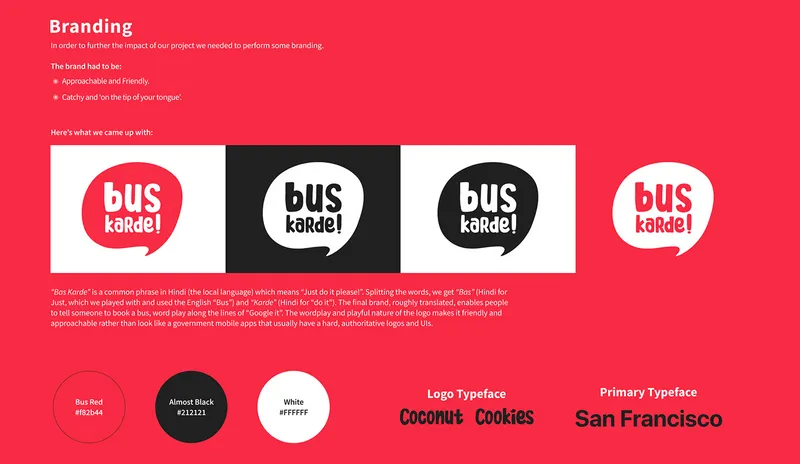 Branding
In order to further the impact of our project we needed to perform some branding.
The brand had to be:
Approachable and Friendly.
Catchy and 'on the tip of your tongue'.
Here's what we came up with:
bus
karde!
bus
karde!
bus
karde!
bus
karde!
"Bas Karde" is a common phrase in Hindi (the local language) which means "Just do it please!". Splitting the words, we get "Bas" (Hindi for
Just, which we played with and used the English "Bus") and "Karde" (Hindi for "do it"). The final brand, roughly translated, enables people
to tell someone to book a bus, word play along the lines of "Google it". The wordplay and playful nature of the logo makes it friendly and
approachable rather than look like a government mobile apps that usually have a hard, authoritative logos and UIs.
Bus Red
#f82b44
Almost Black
#212121
White
#FFFFFF
Logo Typeface
Coconut Cookies
Primary Typeface
San Francisco